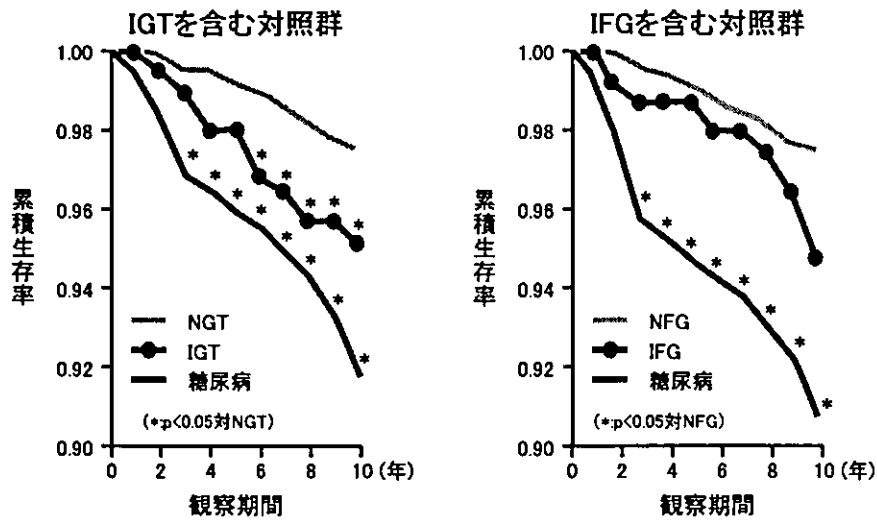 IGTを含む対照群
1.00
0.98
0.96
0.94
0.92
0.90
累積生存率
NGT
IGT
糖尿病
(*:p<0.05対NGT)
0 2 4 6 8 10 (年)
観察期間
IFGを含む対照群
1.00
0.98
0.96
0.94
0.92
0.90
累積生存率
NFG
IFG
糖尿病
(*:p<0.05対NFG)
0 2 4 6 8 10 (年)
観察期間